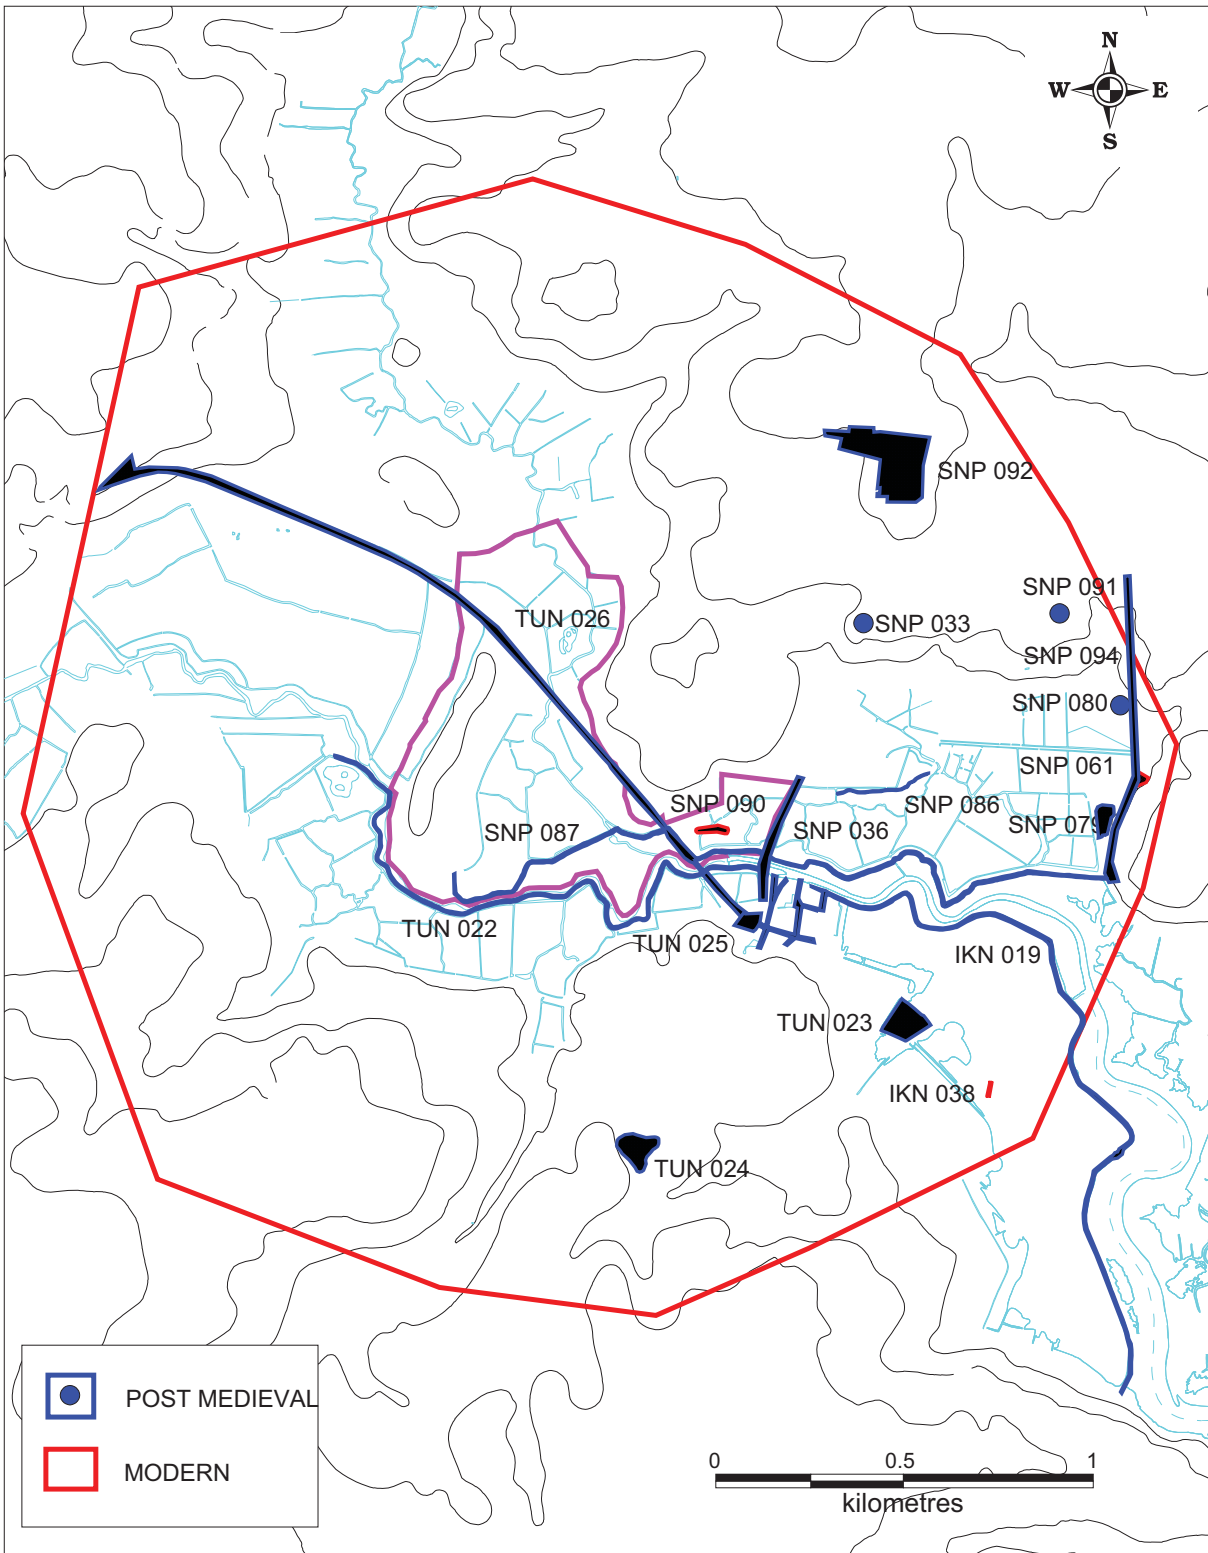 N
W E
S
SNP 092
SNP 091
TUN 026
SNP 033
SNP 094
SNP 080
SNP 061
SNP 090
SNP 086
SNP 087
SNP 036
SNP 079
TUN 022
TUN 025
IKN 019
TUN 023
IKN 038
TUN 024
POST MEDIEVAL
MODERN
0 0.5 1
kilometres